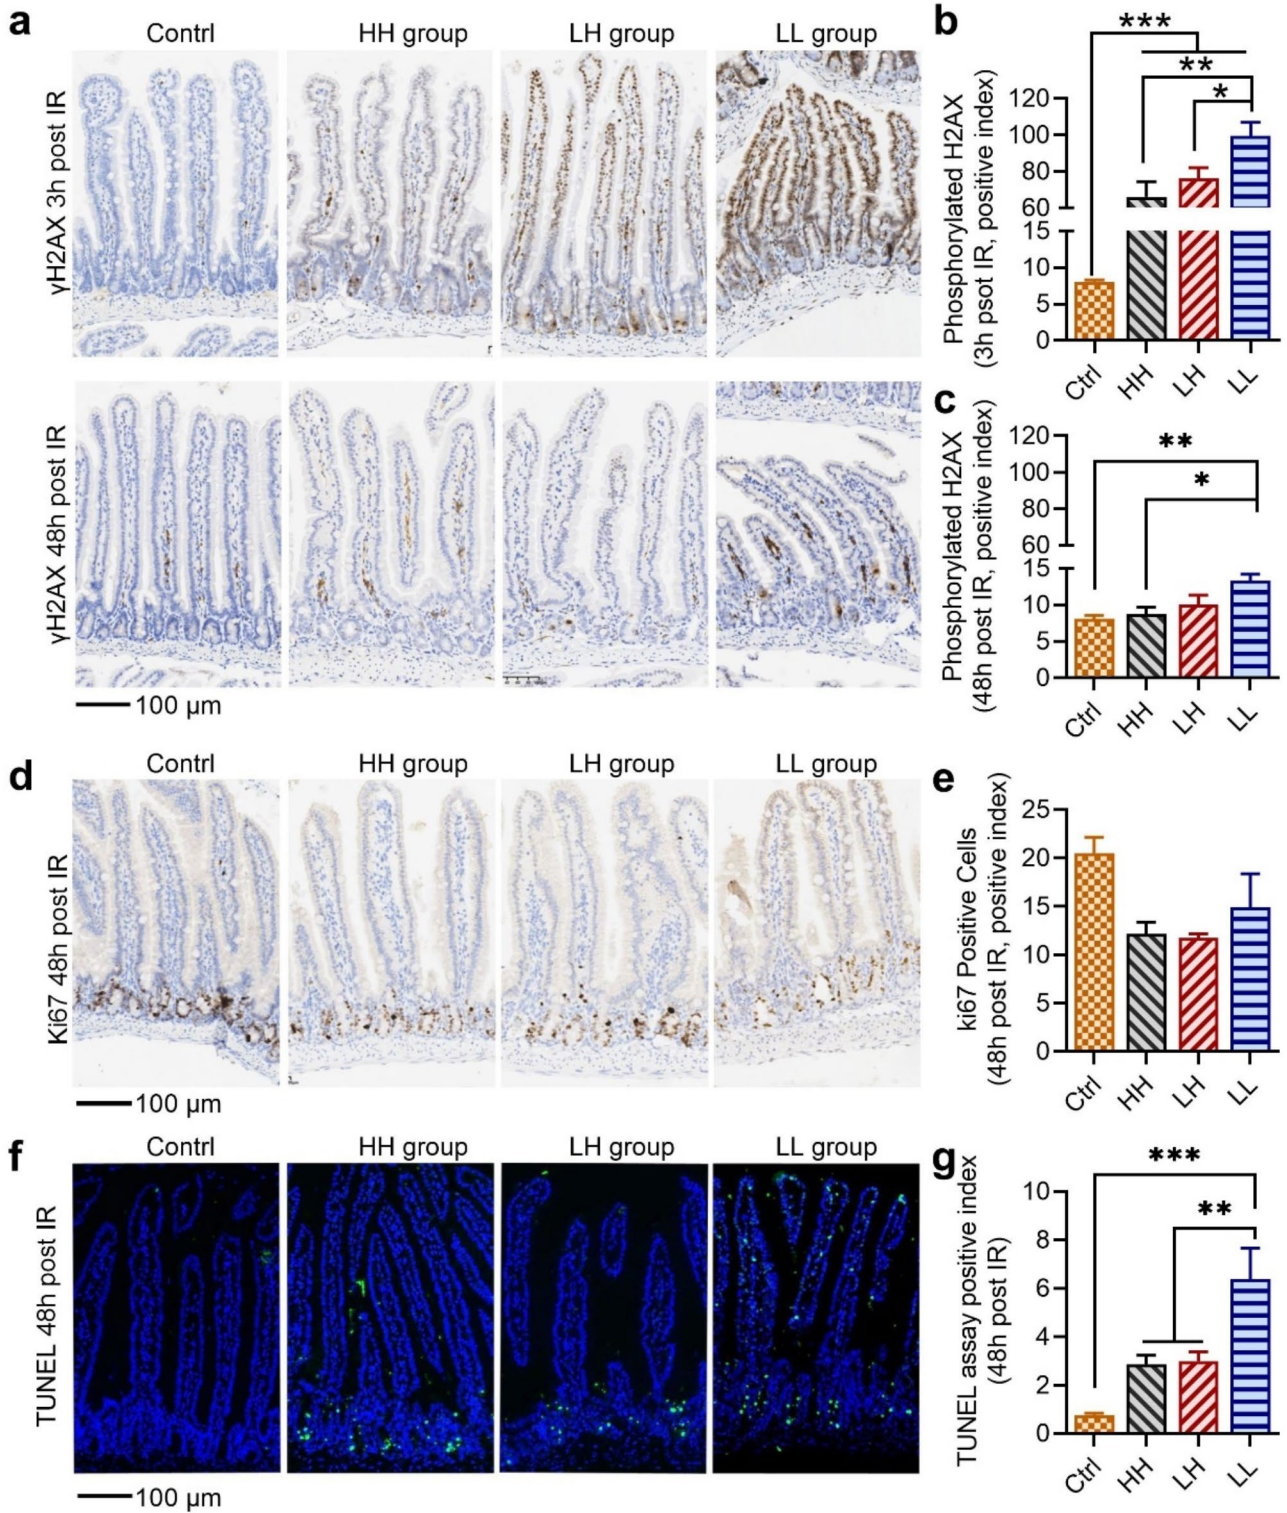 a
Contrl
HH group
LH group
LL group
γH2AX 3h post IR
γH2AX 48h post IR
100 µm
b
***
**
*
Phosphorylated H2AX
(3h psot IR, positive index)
120
100
80
60
15
10
5
0
Ctrl
HH
LH
LL
c
**
*
Phosphorylated H2AX
(48h post IR, positive index)
120
100
80
60
15
10
5
0
Ctrl
HH
LH
LL
d
Contrl
HH group
LH group
LL group
Ki67 48h post IR
100 µm
e
ki67 Positive Cells
(48h post IR, positive index)
25
20
15
10
5
0
Ctrl
HH
LH
LL
f
Contrl
HH group
LH group
LL group
TUNEL 48h post IR
100 µm
g
***
**
TUNEL assay positive index
(48h post IR)
10
8
6
4
2
0
Ctrl
HH
LH
LL